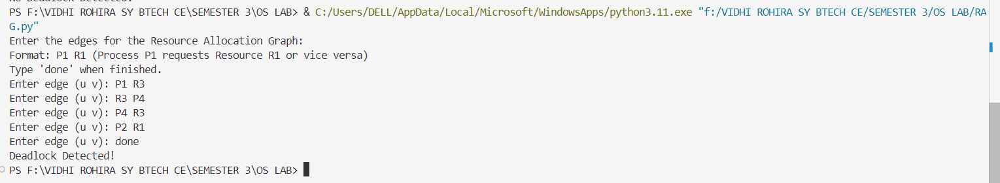 No Deadlock Detected.
PS F:\VIDHI ROHIRA SY BTECH CE\SEMESTER 3\OS LAB> & C:/Users/DELL/AppData/Local/Microsoft/WindowsApps/python3.11.exe "f:/VIDHI ROHIRA SY BTECH CE/SEMESTER 3/OS LAB/RA
G.py"
Enter the edges for the Resource Allocation Graph:
Format: P1 R1 (Process P1 requests Resource R1 or vice versa)
Type 'done' when finished.
Enter edge (u v): P1 R3
Enter edge (u v): R3 P4
Enter edge (u v): P4 R3
Enter edge (u v): P2 R1
Enter edge (u v): done
Deadlock Detected!
PS F:\VIDHI ROHIRA SY BTECH CE\SEMESTER 3\OS LAB>